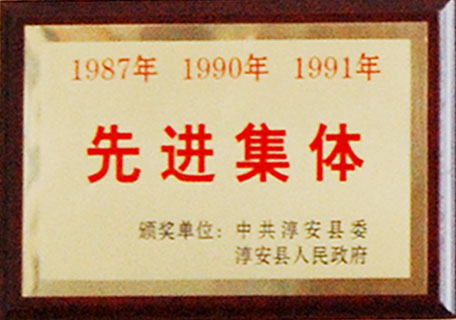 1987年 1990年 1991年
先进集体
颁奖单位：中共淳安县委
淳安县人民政府